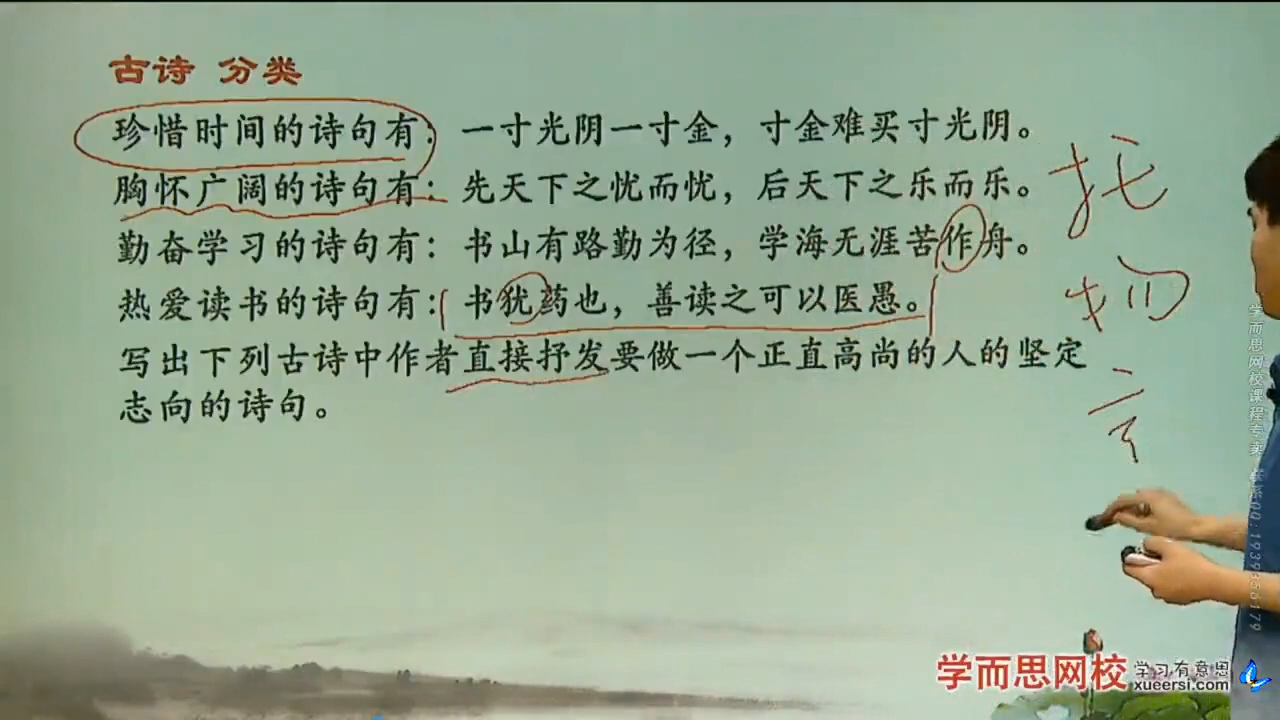 古诗 分类
珍惜时间的诗句有：一寸光阴一寸金，寸金难买寸光阴。
胸怀广阔的诗句有：先天下之忧而忧，后天下之乐而乐。
勤奋学习的诗句有：书山有路勤为径，学海无涯苦作舟。
热爱读书的诗句有：书犹药也，善读之可以医愚。
写出下列古诗中作者直接抒发要做一个正直高尚的人的坚定
志向的诗句。
托
物
言
学而思网校课程专卖
学而思网校
学习有意思
xueersi.com